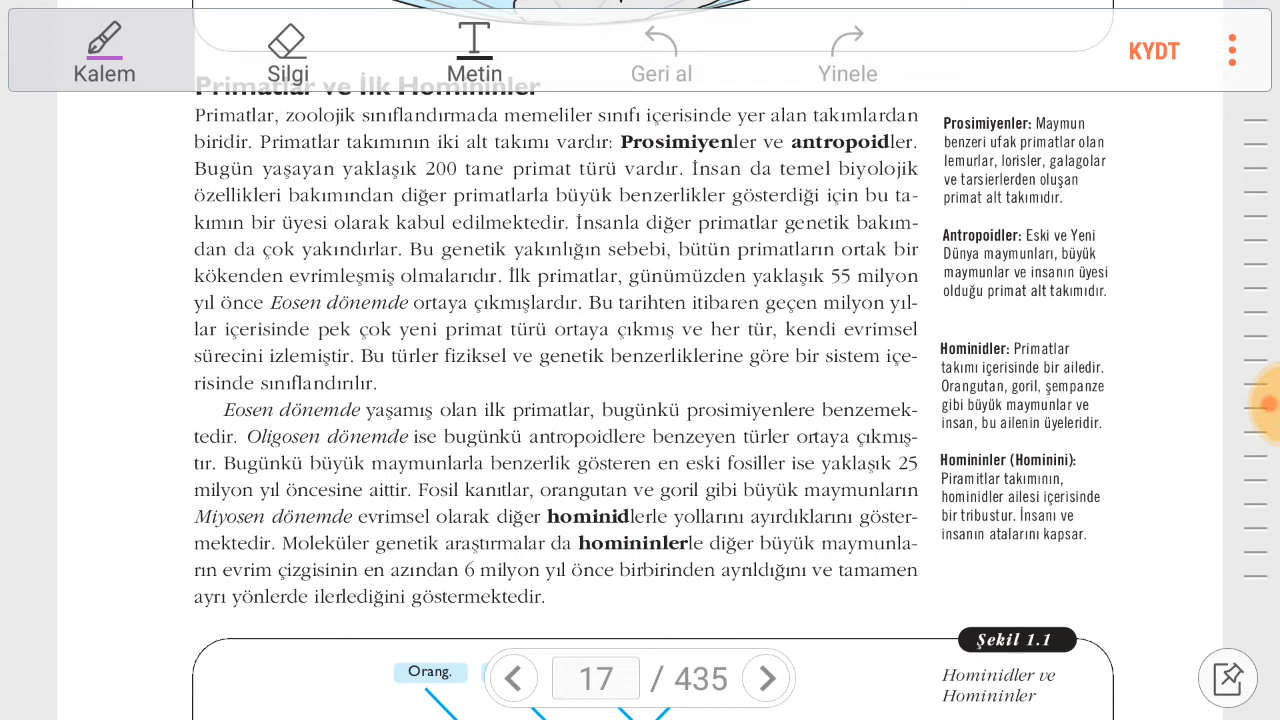 Kalem
Silgi
Metin
Geri al
Yinele
KYDT
Primatlar ve İlk Homininler
Primatlar, zoolojik sınıflandırmada memeliler sınıfı içerisinde yer alan takımlardan
biridir. Primatlar takımının iki alt takımı vardır: Prosimiyenler ve antropoidler.
Bugün yaşayan yaklaşık 200 tane primat türü vardır. İnsan da temel biyolojik
özellikleri bakımından diğer primatlarla büyük benzerlikler gösterdiği için bu ta-
kımın bir üyesi olarak kabul edilmektedir. İnsanla diğer primatlar genetik bakım-
dan da çok yakındırlar. Bu genetik yakınlığın sebebi, bütün primatların ortak bir
kökenden evrimleşmiş olmalarıdır. İlk primatlar, günümüzden yaklaşık 55 milyon
yıl önce Eosen dönemde ortaya çıkmışlardır. Bu tarihten itibaren geçen milyon yıl-
lar içerisinde pek çok yeni primat türü ortaya çıkmış ve her tür, kendi evrimsel
sürecini izlemiştir. Bu türler fiziksel ve genetik benzerliklerine göre bir sistem içe-
risinde sınıflandırılır.
Eosen dönemde yaşamış olan ilk primatlar, bugünkü prosimiyenlere benzemek-
tedir. Oligosen dönemde ise bugünkü antropoidlere benzeyen türler ortaya çıkmış-
tır. Bugünkü büyük maymunlarla benzerlik gösteren en eski fosiller ise yaklaşık 25
milyon yıl öncesine aittir. Fosil kanıtlar, orangutan ve goril gibi büyük maymunların
Miyosen dönemde evrimsel olarak diğer hominidlerle yollarını ayırdıklarını göster-
mektedir. Moleküler genetik araştırmalar da homininlerle diğer büyük maymunla-
rın evrim çizgisinin en azından 6 milyon yıl önce birbirinden ayrıldığını ve tamamen
ayrı yönlerde ilerlediğini göstermektedir.
Prosimiyenler: Maymun
benzeri ufak primatlar olan
lemurlar, lorisler, galagolar
ve tarsierlerden oluşan
primat alt takımıdır.
Antropoidler: Eski ve Yeni
Dünya maymunları, büyük
maymunlar ve insanın üyesi
olduğu primat alt takımıdır.
Hominidler: Primatlar
takımı içerisinde bir ailedir.
Orangutan, goril, şempanze
gibi büyük maymunlar ve
insan, bu ailenin üyeleridir.
Homininler (Hominini):
Piramitlar takımının,
hominidler ailesi içerisinde
bir tribustur. İnsanı ve
insanın atalarını kapsar.
Şekil 1.1
Hominidler ve
Homininler
Orang.
17 / 435